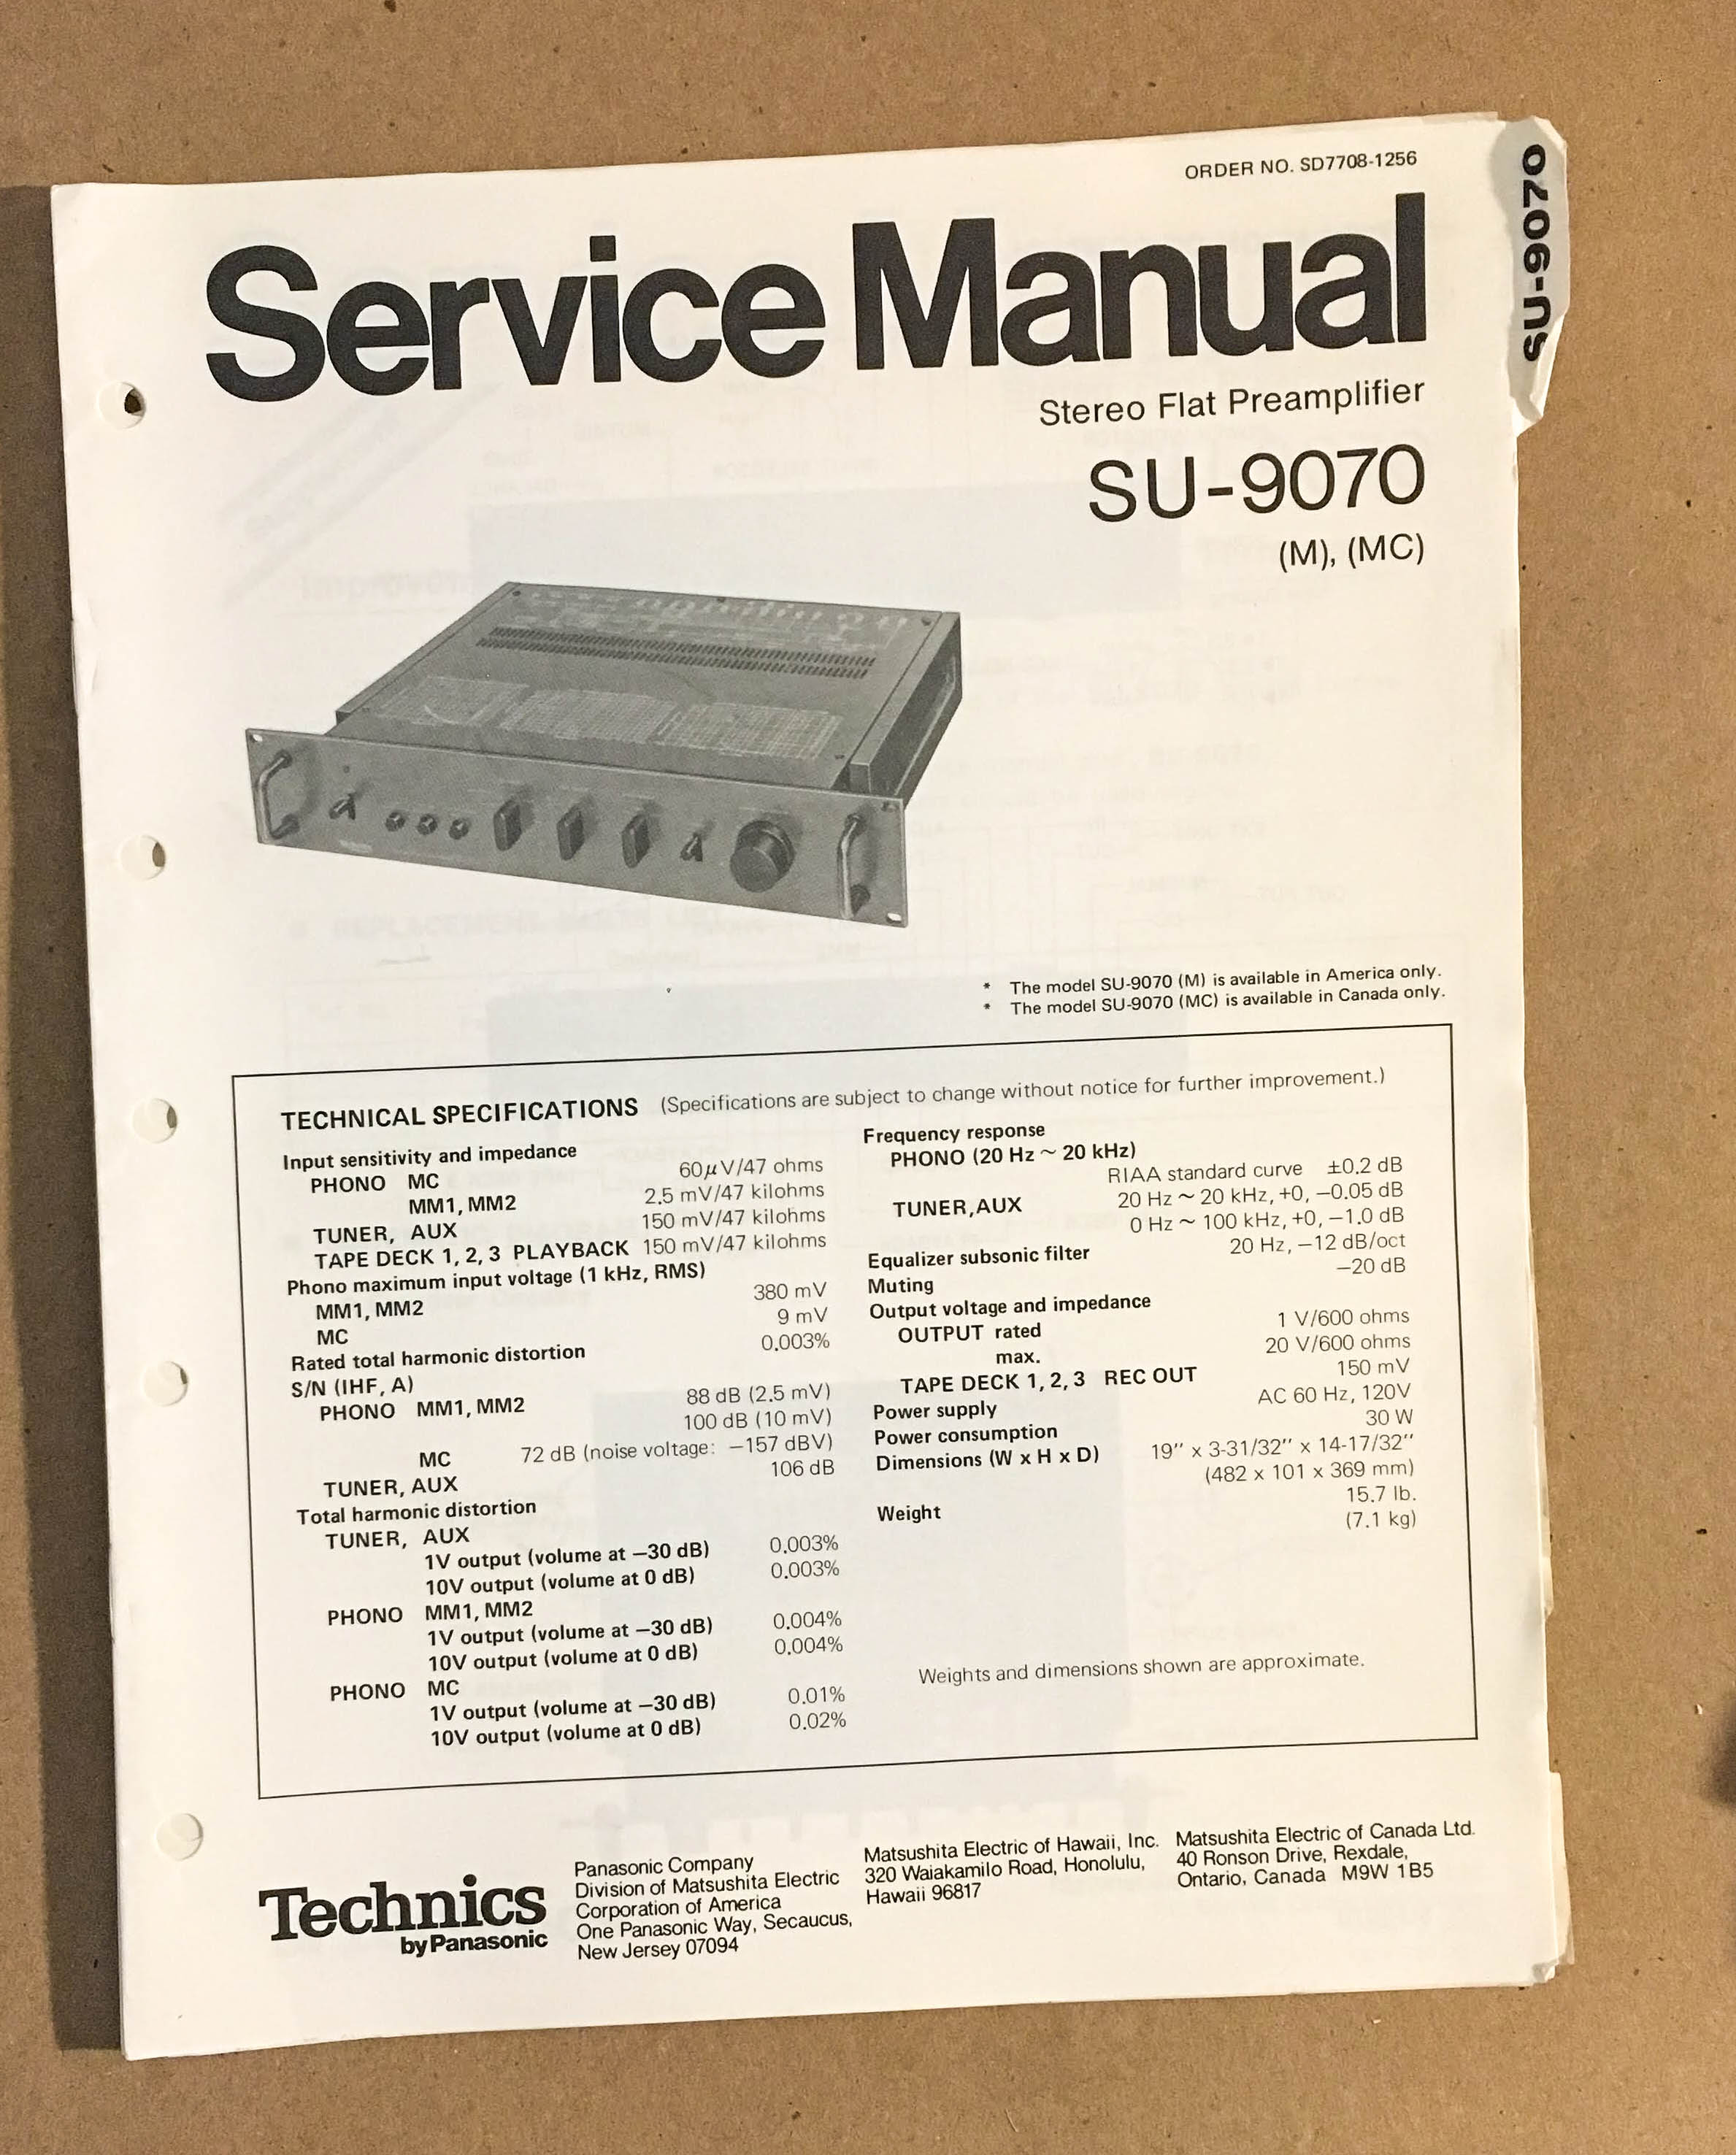 ORDER NO. SD7708-1256
SU-9070
Service Manual
Stereo Flat Preamplifier
SU-9070
(M), (MC)
* The model SU-9070 (M) is available in America only.
* The model SU-9070 (MC) is available in Canada only.
TECHNICAL SPECIFICATIONS (Specifications are subject to change without notice for further improvement.)
Input sensitivity and impedance
PHONO MC 60μV/47 ohms
MM1, MM2 2.5 mV/47 kilohms
TUNER, AUX 150 mV/47 kilohms
TAPE DECK 1, 2, 3 PLAYBACK 150 mV/47 kilohms
Phono maximum input voltage (1 kHz, RMS)
MM1, MM2 380 mV
MC 9 mV
Rated total harmonic distortion 0.003%
S/N (IHF, A)
PHONO MM1, MM2 88 dB (2.5 mV)
100 dB (10 mV)
MC 72 dB (noise voltage: −157 dBV)
TUNER, AUX 106 dB
Total harmonic distortion
TUNER, AUX
1V output (volume at −30 dB) 0.003%
10V output (volume at 0 dB) 0.003%
PHONO MM1, MM2
1V output (volume at −30 dB) 0.004%
10V output (volume at 0 dB) 0.004%
PHONO MC
1V output (volume at −30 dB) 0.01%
10V output (volume at 0 dB) 0.02%
Frequency response
PHONO (20 Hz ~ 20 kHz)
RIAA standard curve ±0.2 dB
TUNER,AUX 20 Hz ~ 20 kHz, +0, −0.05 dB
0 Hz ~ 100 kHz, +0, −1.0 dB
Equalizer subsonic filter 20 Hz, −12 dB/oct
Muting −20 dB
Output voltage and impedance
OUTPUT rated 1 V/600 ohms
max. 20 V/600 ohms
TAPE DECK 1, 2, 3 REC OUT 150 mV
Power supply AC 60 Hz, 120V
Power consumption 30 W
Dimensions (W x H x D) 19″ x 3-31/32″ x 14-17/32″
(482 x 101 x 369 mm)
Weight 15.7 lb.
(7.1 kg)
Weights and dimensions shown are approximate.
Technics
by Panasonic
Panasonic Company
Division of Matsushita Electric
Corporation of America
One Panasonic Way, Secaucus,
New Jersey 07094
Matsushita Electric of Hawaii, Inc.
320 Waiakamilo Road, Honolulu,
Hawaii 96817
Matsushita Electric of Canada Ltd.
40 Ronson Drive, Rexdale,
Ontario, Canada M9W 1B5